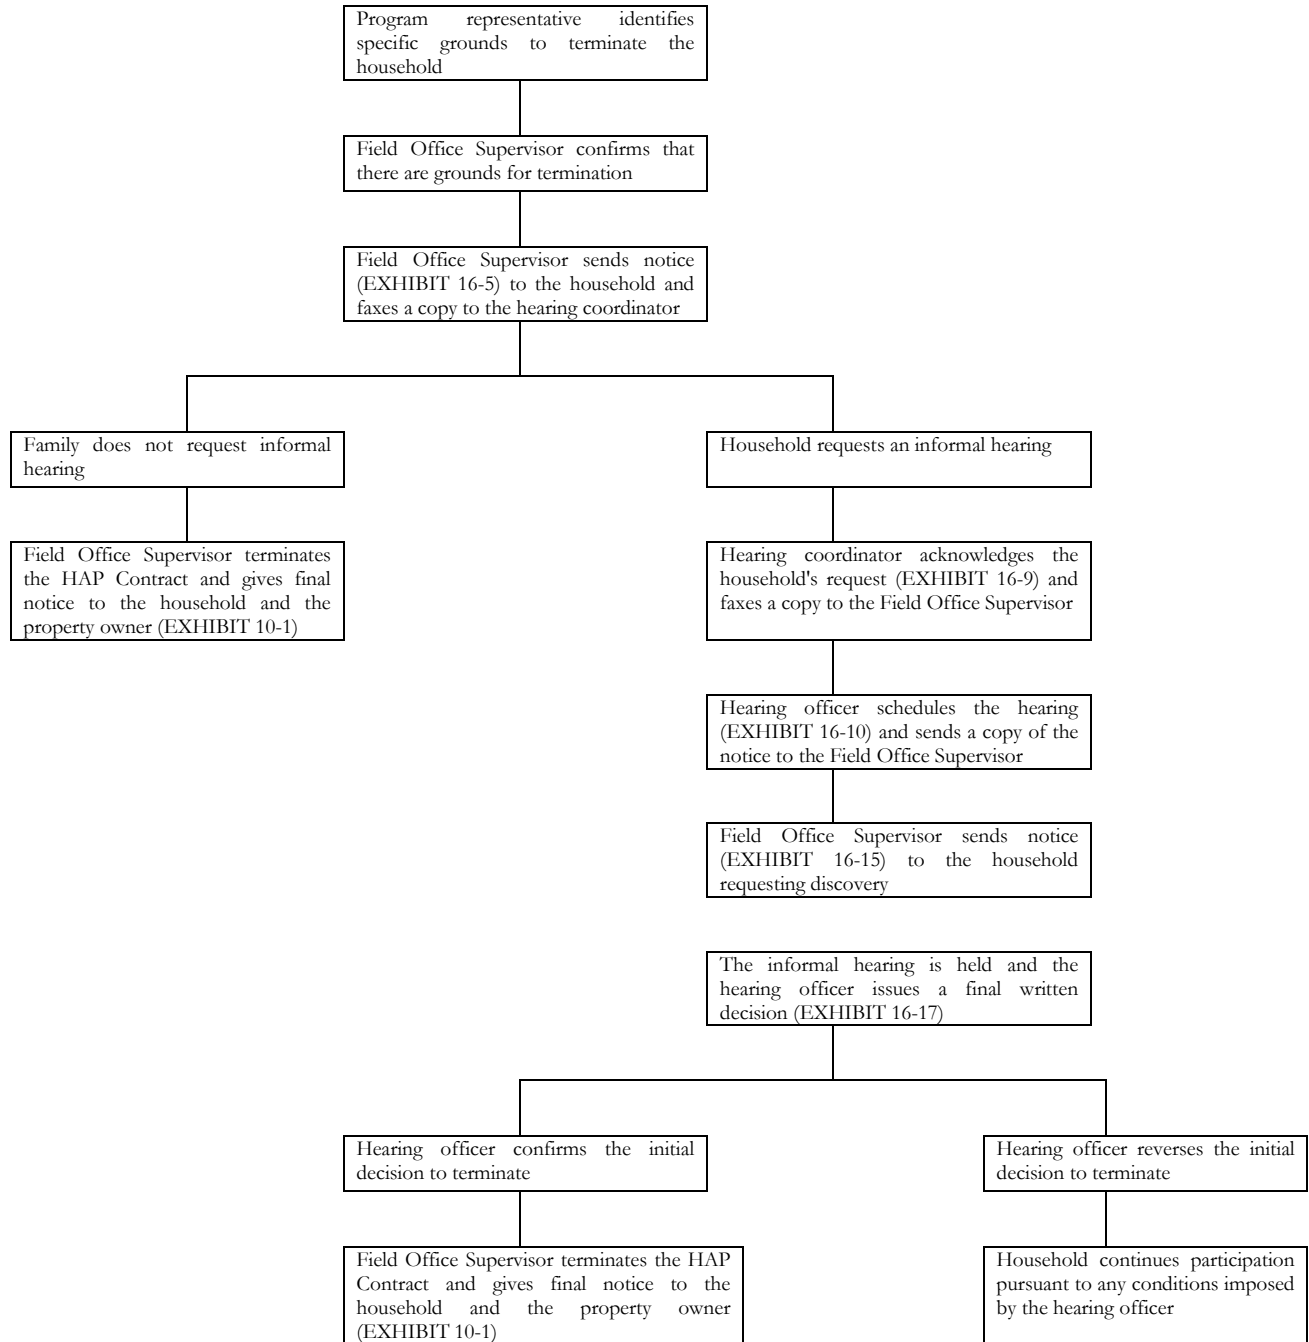 Program representative identifies
specific grounds to terminate the
household
Field Office Supervisor confirms that
there are grounds for termination
Field Office Supervisor sends notice
(EXHIBIT 16-5) to the household and
faxes a copy to the hearing coordinator
Family does not request informal
hearing
Household requests an informal hearing
Field Office Supervisor terminates
the HAP Contract and gives final
notice to the household and the
property owner (EXHIBIT 10-1)
Hearing coordinator acknowledges the
household's request (EXHIBIT 16-9) and
faxes a copy to the Field Office Supervisor
Hearing officer schedules the hearing
(EXHIBIT 16-10) and sends a copy of the
notice to the Field Office Supervisor
Field Office Supervisor sends notice
(EXHIBIT 16-15) to the household
requesting discovery
The informal hearing is held and the
hearing officer issues a final written
decision (EXHIBIT 16-17)
Hearing officer confirms the initial
decision to terminate
Hearing officer reverses the initial
decision to terminate
Field Office Supervisor terminates the HAP
Contract and gives final notice to the
household and the property owner
(EXHIBIT 10-1)
Household continues participation
pursuant to any conditions imposed
by the hearing officer